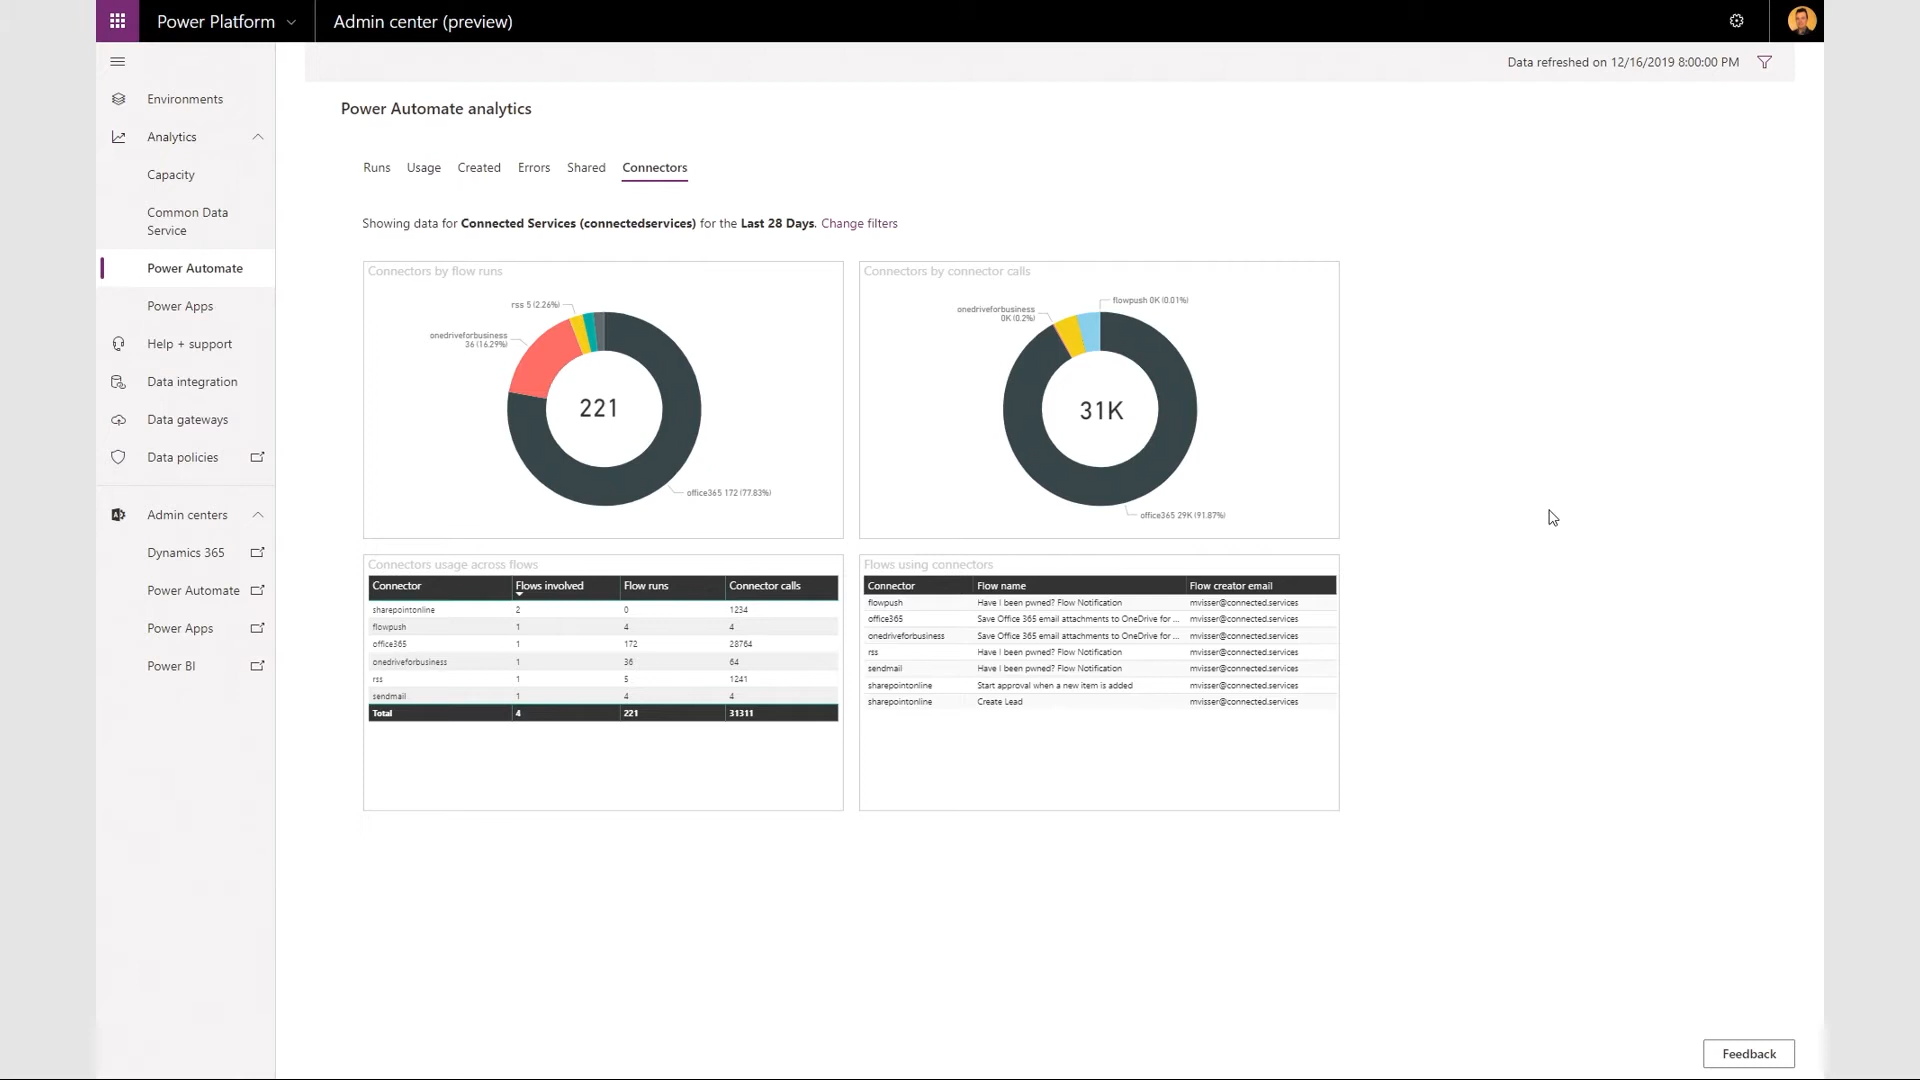 Power Platform
Admin center (preview)
Data refreshed on 12/16/2019 8:00:00 PM
Environments
Analytics
Capacity
Common Data
Service
Power Automate
Power Apps
Help + support
Data integration
Data gateways
Data policies
Admin centers
Dynamics 365
Power Automate
Power Apps
Power BI
Power Automate analytics
Runs Usage Created Errors Shared Connectors
Showing data for Connected Services (connectedservices) for the Last 28 Days. Change filters
Connectors by flow runs
rss 5 (2.26%)
onedriveforbusiness
36 (16.29%)
221
office365 172 (77.83%)
Connectors by connector calls
flowpush 0K (0.01%)
onedriveforbusiness
0K (0.2%)
31K
office365 29K (91.87%)
Connectors usage across flows
Connector Flows involved Flow runs Connector calls
sharepointonline 2 0 1234
flowpush 1 4 4
office365 1 172 28764
onedriveforbusiness 1 36 64
rss 1 5 1241
sendmail 1 4 4
Total 4 221 31311
Flows using connectors
Connector Flow name Flow creator email
flowpush Have I been pwned? Flow Notification mvisser@connected.services
office365 Save Office 365 email attachments to OneDrive for ... mvisser@connected.services
onedriveforbusiness Save Office 365 email attachments to OneDrive for ... mvisser@connected.services
rss Have I been pwned? Flow Notification mvisser@connected.services
sendmail Have I been pwned? Flow Notification mvisser@connected.services
sharepointonline Start approval when a new item is added mvisser@connected.services
sharepointonline Create Lead mvisser@connected.services
Feedback